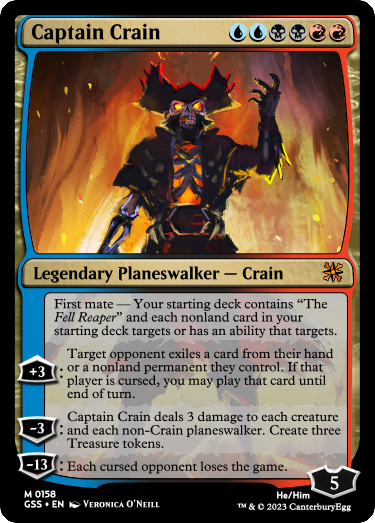 Captain Crain
Legendary Planeswalker — Crain
First mate — Your starting deck contains “The
Fell Reaper” and each nonland card in your
starting deck targets or has an ability that targets.
+3: Target opponent exiles a card from their hand
or a nonland permanent they control. If that
player is cursed, you may play that card until
end of turn.
-3: Captain Crain deals 3 damage to each creature
and each non-Crain planeswalker. Create three
Treasure tokens.
-13: Each cursed opponent loses the game.
5
M 0158
He/Him
GSS • EN Veronica O'Neill
™ & © 2023 CanterburyEgg